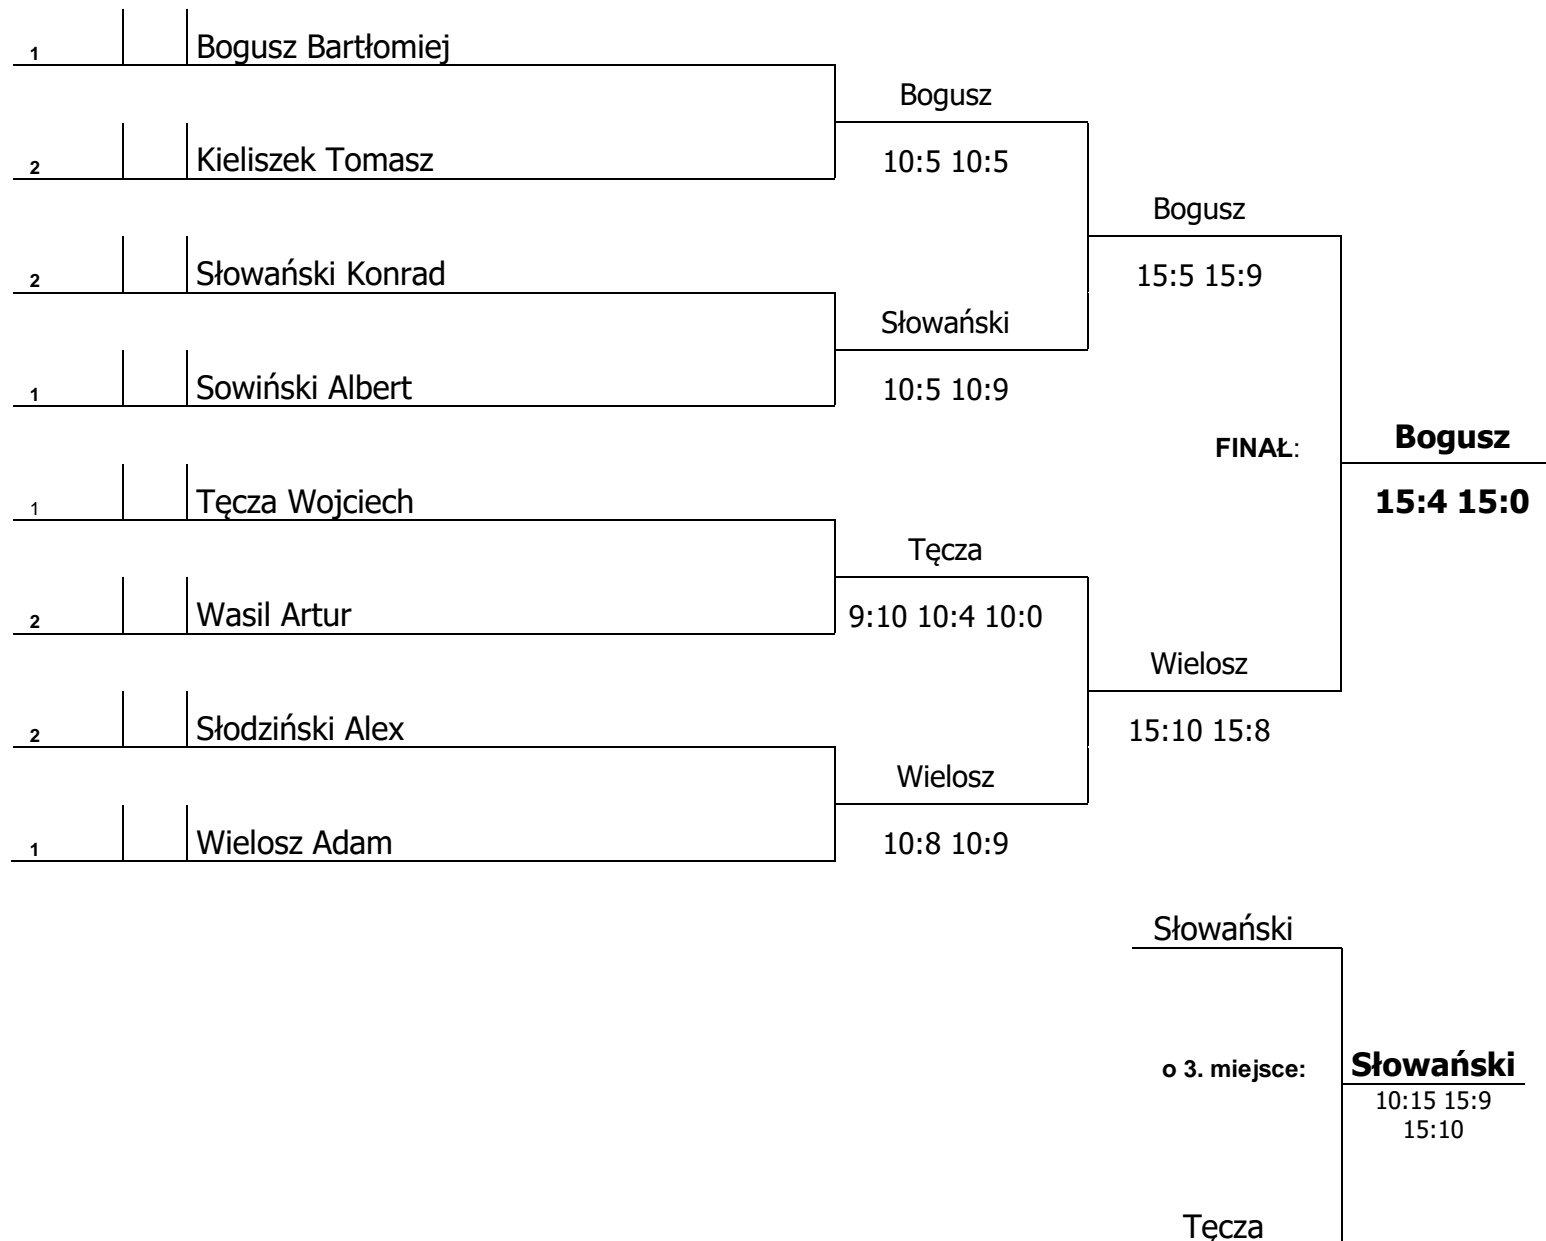 1 Bogusz Bartłomiej
Bogusz
2 Kieliszek Tomasz
10:5 10:5
Bogusz
2 Słowański Konrad
15:5 15:9
Słowański
1 Sowiński Albert
10:5 10:9
FINAŁ:
Bogusz
1 Tęcza Wojciech
15:4 15:0
Tęcza
2 Wasil Artur
9:10 10:4 10:0
Wielosz
2 Słodziński Alex
15:10 15:8
Wielosz
1 Wielosz Adam
10:8 10:9
Słowański
o 3. miejsce:
Słowański
10:15 15:9
15:10
Tęcza